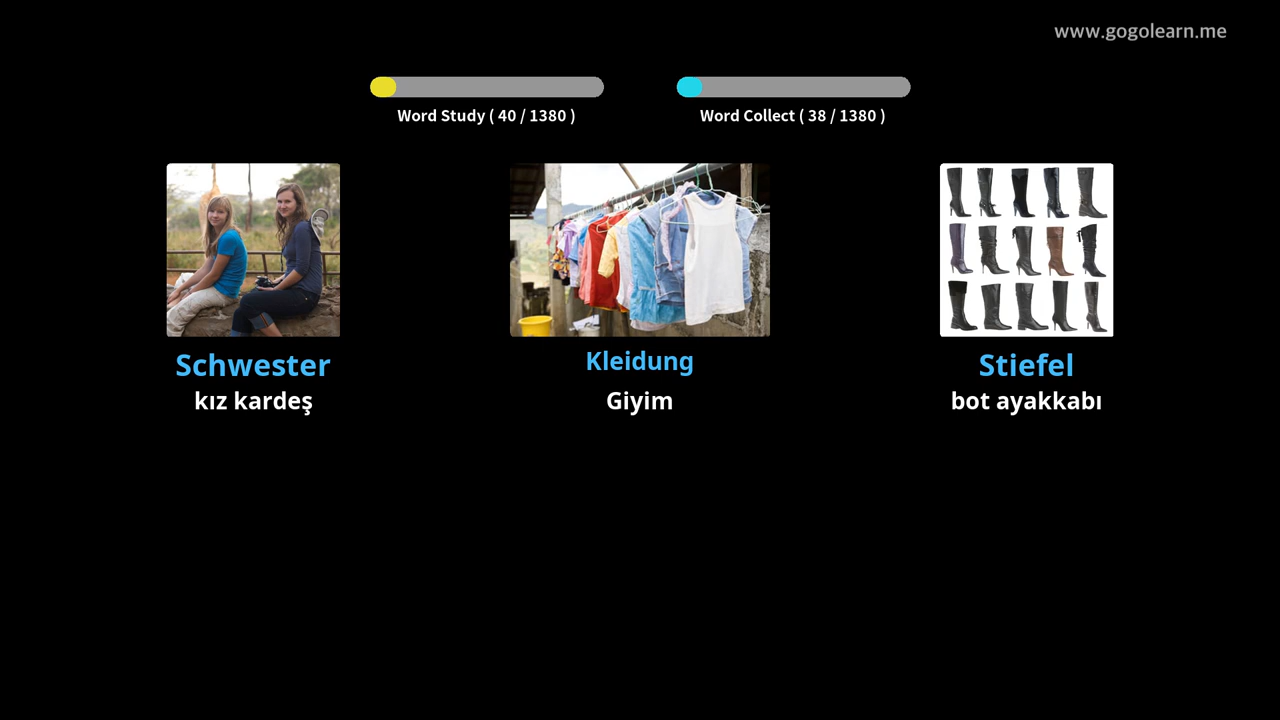 www.gogolearn.me
Word Study ( 40 / 1380 )
Word Collect ( 38 / 1380 )
Schwester
kız kardeş
Kleidung
Giyim
Stiefel
bot ayakkabı